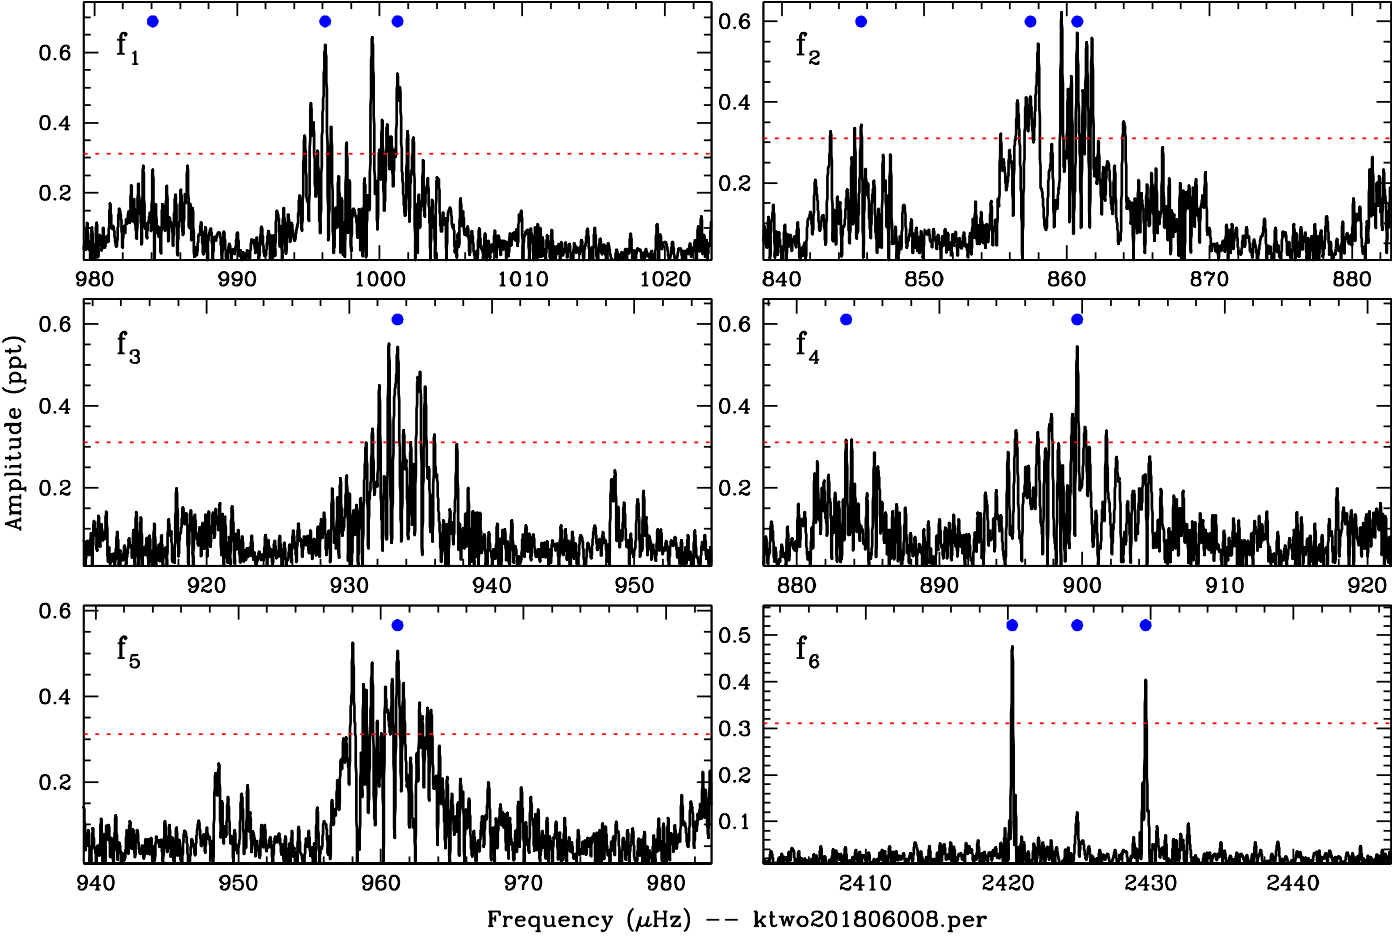 f1
0.6
0.4
0.2
980 990 1000 1010 1020
f2
0.6
0.4
0.2
840 850 860 870 880
f3
0.6
0.4
0.2
920 930 940 950
f4
0.6
0.4
0.2
880 890 900 910 920
f5
0.6
0.4
0.2
940 950 960 970 980
f6
0.5
0.4
0.3
0.2
0.1
2410 2420 2430 2440
Amplitude (ppt)
Frequency (μHz) -- ktwo201806008.per